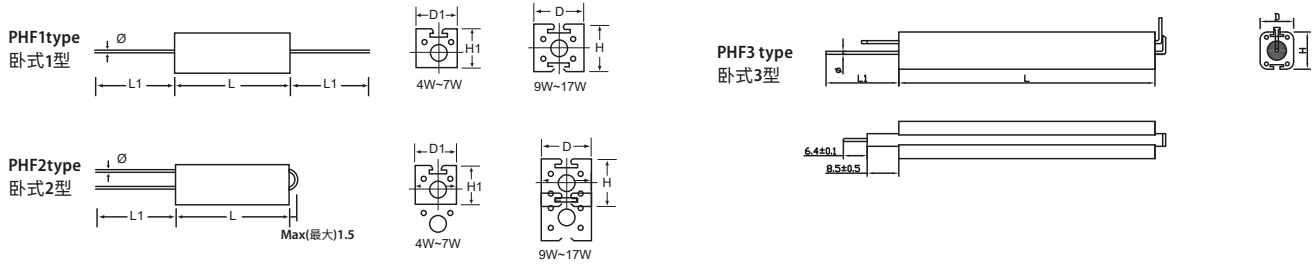 PHF1type
卧式1型
Ø
L1
L
L1
D1
H1
4W~7W
D
H
9W~17W
PHF2type
卧式2型
Ø
L1
L
Max(最大)1.5
D1
H1
4W~7W
D
H
9W~17W
PHF3 type
卧式3型
ø
L1
L
D
H
6.4±0.1
8.5±0.5